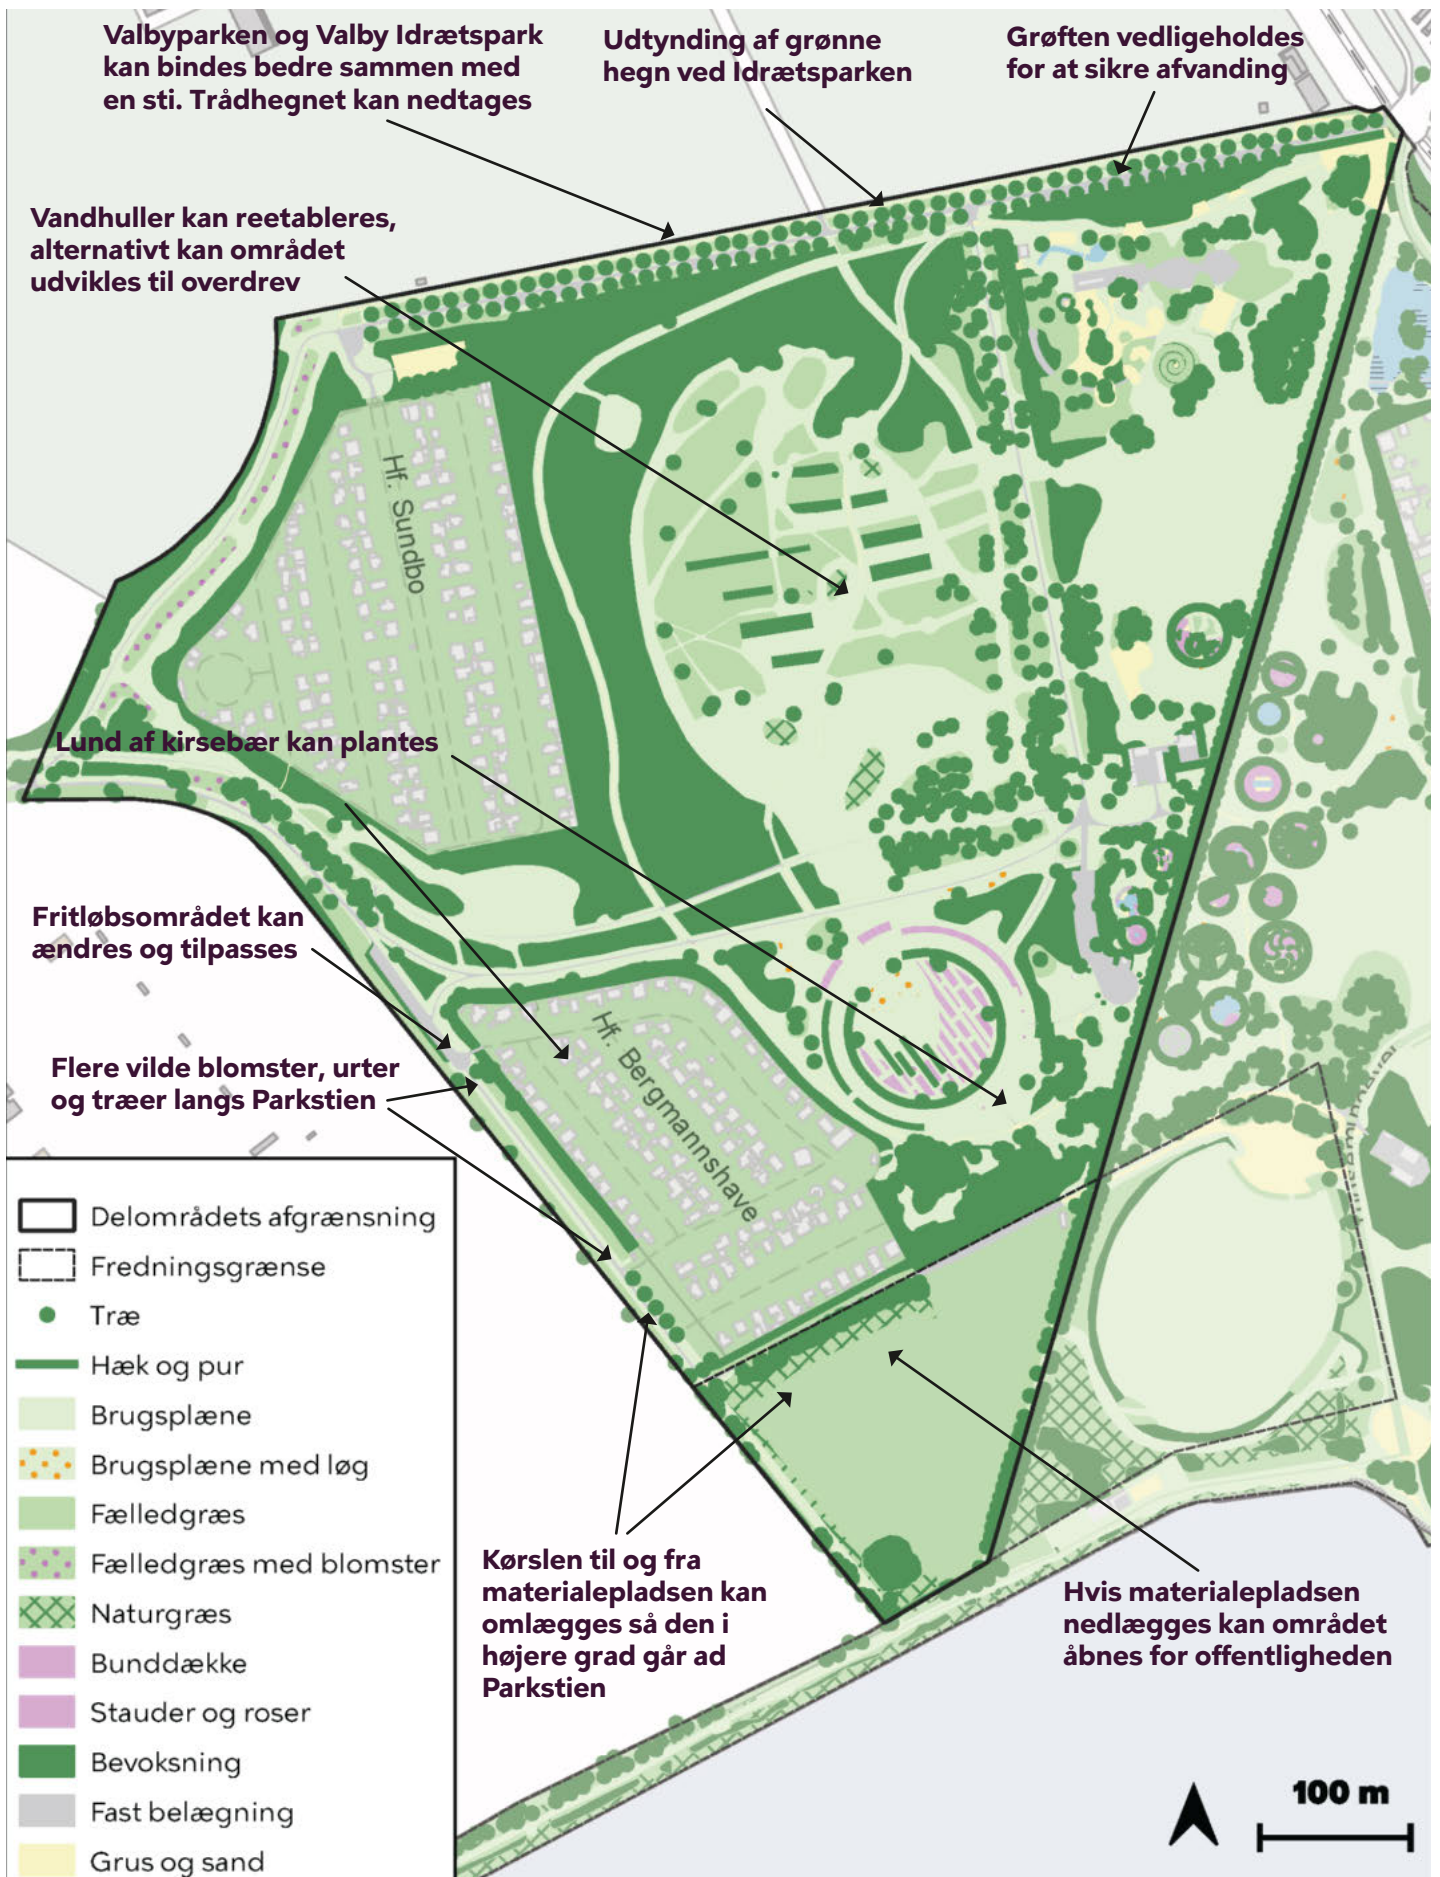 Valbyparken og Valby Idrætspark
kan bindes bedre sammen med
en sti. Trådhegnet kan nedtages
Udtynding af grønne
hegn ved Idrætsparken
Grøften vedligeholdes
for at sikre afvanding
Vandhuller kan reetableres,
alternativt kan området
udvikles til overdrev
Hf. Sundbo
Lund af kirsebær kan plantes
Fritløbsområdet kan
ændres og tilpasses
Hf. Bergmannshave
Flere vilde blomster, urter
og træer langs Parkstien
Kørslen til og fra
materialepladsen kan
omlægges så den i
højere grad går ad
Parkstien
Hvis materialepladsen
nedlægges kan området
åbnes for offentligheden
Delområdets afgrænsning
Fredningsgrænse
Træ
Hæk og pur
Brugsplæne
Brugsplæne med løg
Fælledgræs
Fælledgræs med blomster
Naturgræs
Bunddække
Stauder og roser
Bevoksning
Fast belægning
Grus og sand
100 m